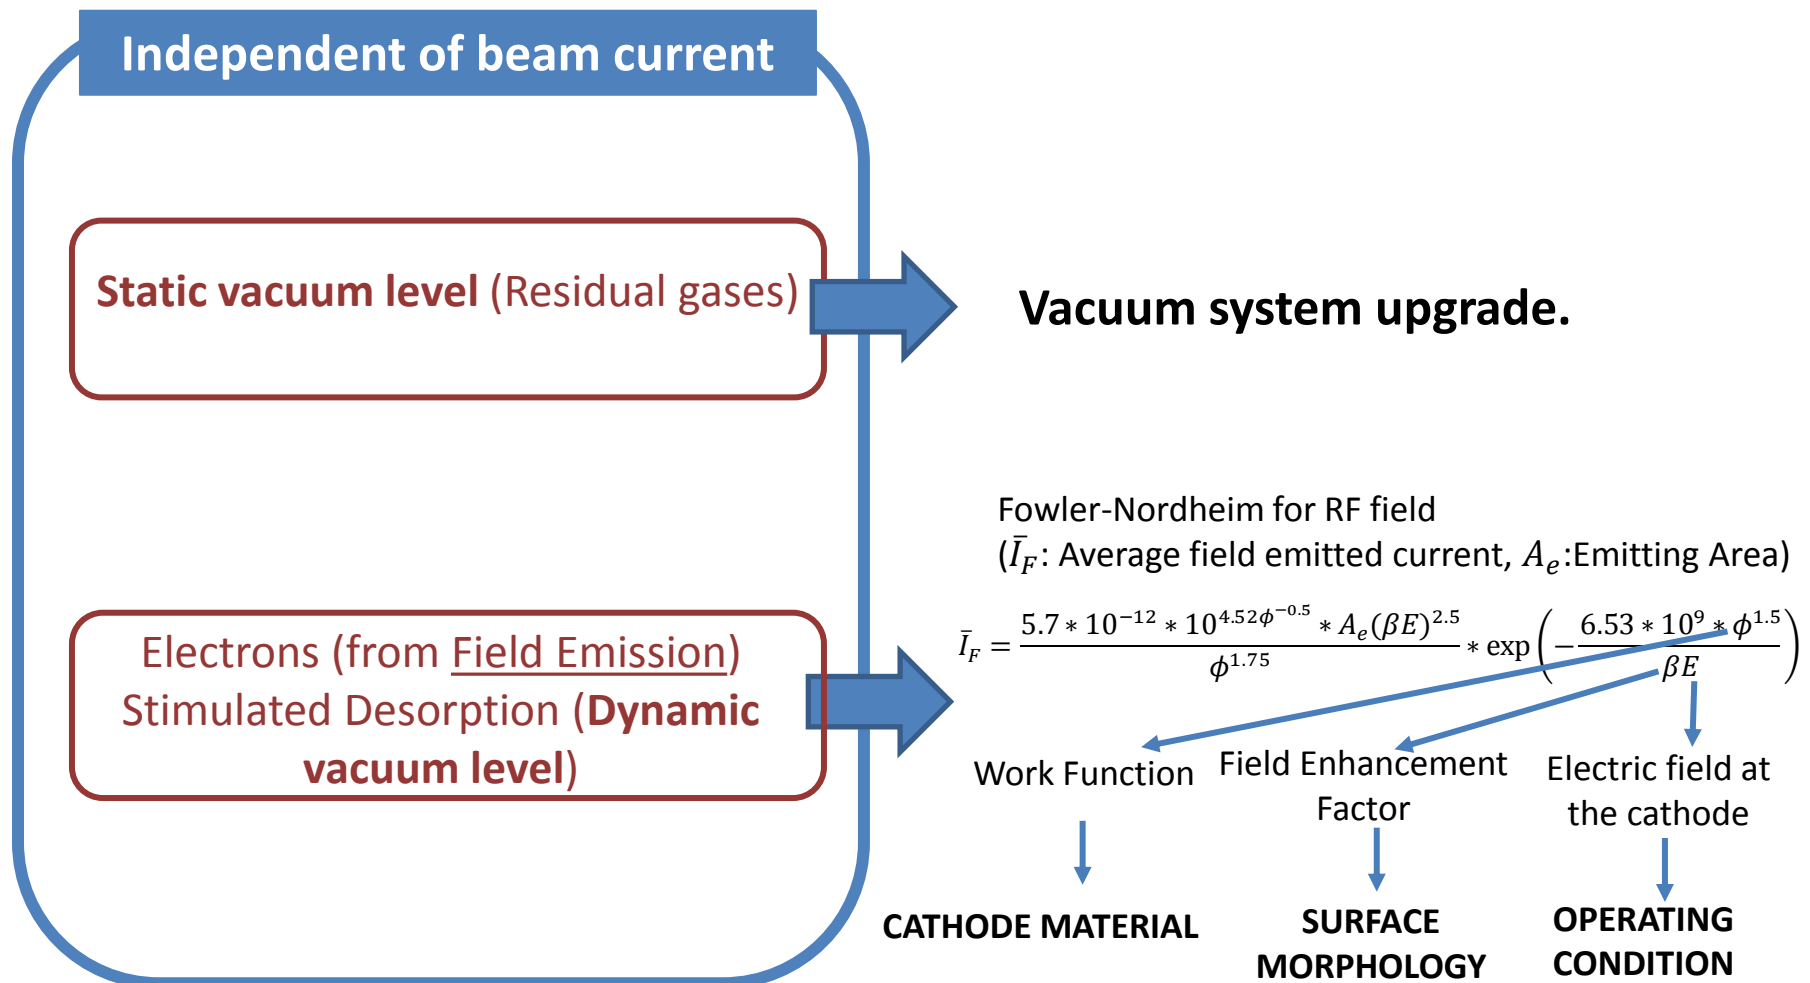 Independent of beam current
Static vacuum level (Residual gases)
Vacuum system upgrade.
Electrons (from Field Emission)
Stimulated Desorption (Dynamic
vacuum level)
Fowler-Nordheim for RF field
(Ī_F: Average field emitted current, A_e:Emitting Area)
Ī_F = \frac{5.7 * 10^{-12} * 10^{4.52ϕ^{-0.5}} * A_e(βE)^{2.5}}{ϕ^{1.75}} * exp(−\frac{6.53 * 10^9 * ϕ^{1.5}}{βE})
Work Function
Field Enhancement
Factor
Electric field at
the cathode
CATHODE MATERIAL
SURFACE
MORPHOLOGY
OPERATING
CONDITION